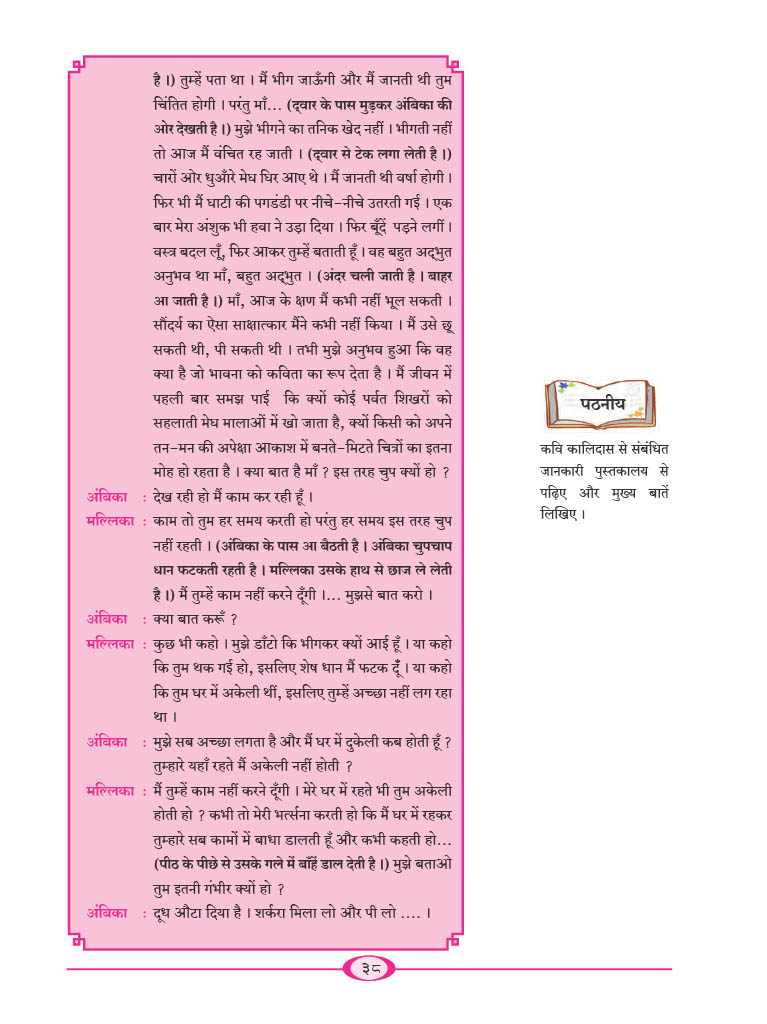 है ।) तुम्हें पता था । मैं भीग जाऊँगी और मैं जानती थी तुम
चिंतित होगी । परंतु माँ... (द्‌वार के पास मुड़कर अंबिका की
ओर देखती है ।) मुझे भीगने का तनिक खेद नहीं । भीगती नहीं
तो आज मैं वंचित रह जाती । (द्‌वार से टेक लगा लेती है ।)
चारों ओर धुआँरे मेघ घिर आए थे । मैं जानती थी वर्षा होगी ।
फिर भी मैं घाटी की पगडंडी पर नीचे-नीचे उतरती गई । एक
बार मेरा अंशुक भी हवा ने उड़ा दिया । फिर बूँदें पड़ने लगीं ।
वस्त्र बदल लूँ, फिर आकर तुम्हें बताती हूँ । वह बहुत अद्‌भुत
अनुभव था माँ, बहुत अद्‌भुत । (अंदर चली जाती है । बाहर
आ जाती है ।) माँ, आज के क्षण मैं कभी नहीं भूल सकती ।
सौंदर्य का ऐसा साक्षात्कार मैंने कभी नहीं किया । मैं उसे छू
सकती थी, पी सकती थी । तभी मुझे अनुभव हुआ कि वह
क्या है जो भावना को कविता का रूप देता है । मैं जीवन में
पहली बार समझ पाई कि क्यों कोई पर्वत शिखरों को
सहलाती मेघ मालाओं में खो जाता है, क्यों किसी को अपने
तन-मन की अपेक्षा आकाश में बनते-मिटते चित्रों का इतना
मोह हो रहता है । क्या बात है माँ ? इस तरह चुप क्यों हो ?
अंबिका : देख रही हो मैं काम कर रही हूँ ।
मल्लिका : काम तो तुम हर समय करती हो परंतु हर समय इस तरह चुप
नहीं रहती । (अंबिका के पास आ बैठती है । अंबिका चुपचाप
धान फटकती रहती है । मल्लिका उसके हाथ से छाज ले लेती
है ।) मैं तुम्हें काम नहीं करने दूँगी ।... मुझसे बात करो ।
अंबिका : क्या बात करूँ ?
मल्लिका : कुछ भी कहो । मुझे डाँटो कि भीगकर क्यों आई हूँ । या कहो
कि तुम थक गई हो, इसलिए शेष धान मैं फटक दूँ । या कहो
कि तुम घर में अकेली थीं, इसलिए तुम्हें अच्छा नहीं लग रहा
था ।
अंबिका : मुझे सब अच्छा लगता है और मैं घर में दुकेली कब होती हूँ ?
तुम्हारे यहाँ रहते मैं अकेली नहीं होती ?
मल्लिका : मैं तुम्हें काम नहीं करने दूँगी । मेरे घर में रहते भी तुम अकेली
होती हो ? कभी तो मेरी भर्त्सना करती हो कि मैं घर में रहकर
तुम्हारे सब कामों में बाधा डालती हूँ और कभी कहती हो...
(पीठ के पीछे से उसके गले में बाँहें डाल देती है ।) मुझे बताओ
तुम इतनी गंभीर क्यों हो ?
अंबिका : दूध औटा दिया है । शर्करा मिला लो और पी लो .... ।
पठनीय
कवि कालिदास से संबंधित
जानकारी पुस्तकालय से
पढ़िए और मुख्य बातें
लिखिए ।
३८